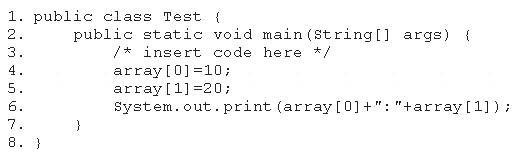 1. public class Test {
2.     public static void main(String[] args) {
3.         /* insert code here */
4.         array[0]=10;
5.         array[1]=20;
6.         System.out.print(array[0]+":"+array[1]);
7.     }
8. }